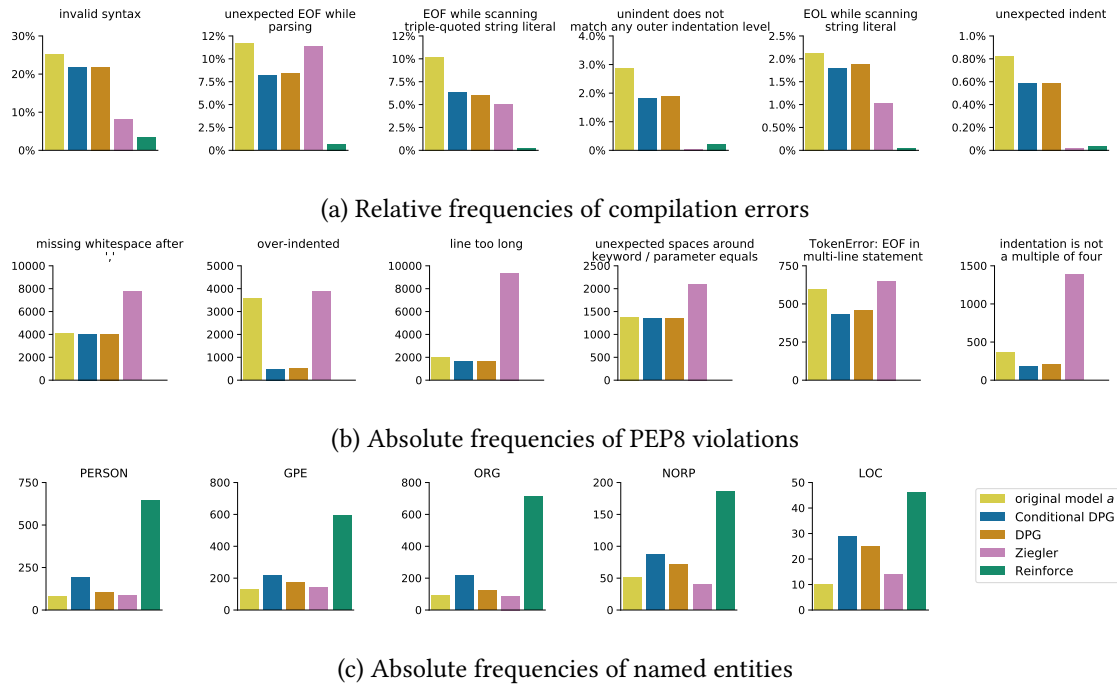 invalid syntax
unexpected EOF while
parsing
EOF while scanning
triple-quoted string literal
unindent does not
match any outer indentation level
EOL while scanning
string literal
unexpected indent
30%
20%
10%
0%
12%
10%
7.5%
5.0%
2.5%
0%
12%
10%
7.5%
5.0%
2.5%
0%
4.0%
3.0%
2.0%
1.0%
0%
2.5%
2.0%
1.50%
1.0%
0.50%
0%
1.0%
0.80%
0.60%
0.40%
0.20%
0%
(a) Relative frequencies of compilation errors
missing whitespace after
','
over-indented
line too long
unexpected spaces around
keyword / parameter equals
TokenError: EOF in
multi-line statement
indentation is not
a multiple of four
10000
8000
6000
4000
2000
0
5000
4000
3000
2000
1000
0
10000
8000
6000
4000
2000
0
2500
2000
1500
1000
500
0
750
500
250
0
1500
1000
500
0
(b) Absolute frequencies of PEP8 violations
PERSON
GPE
ORG
NORP
LOC
750
500
250
0
800
600
400
200
0
800
600
400
200
0
200
150
100
50
0
50
40
30
20
10
0
original model a
Conditional DPG
DPG
Ziegler
Reinforce
(c) Absolute frequencies of named entities